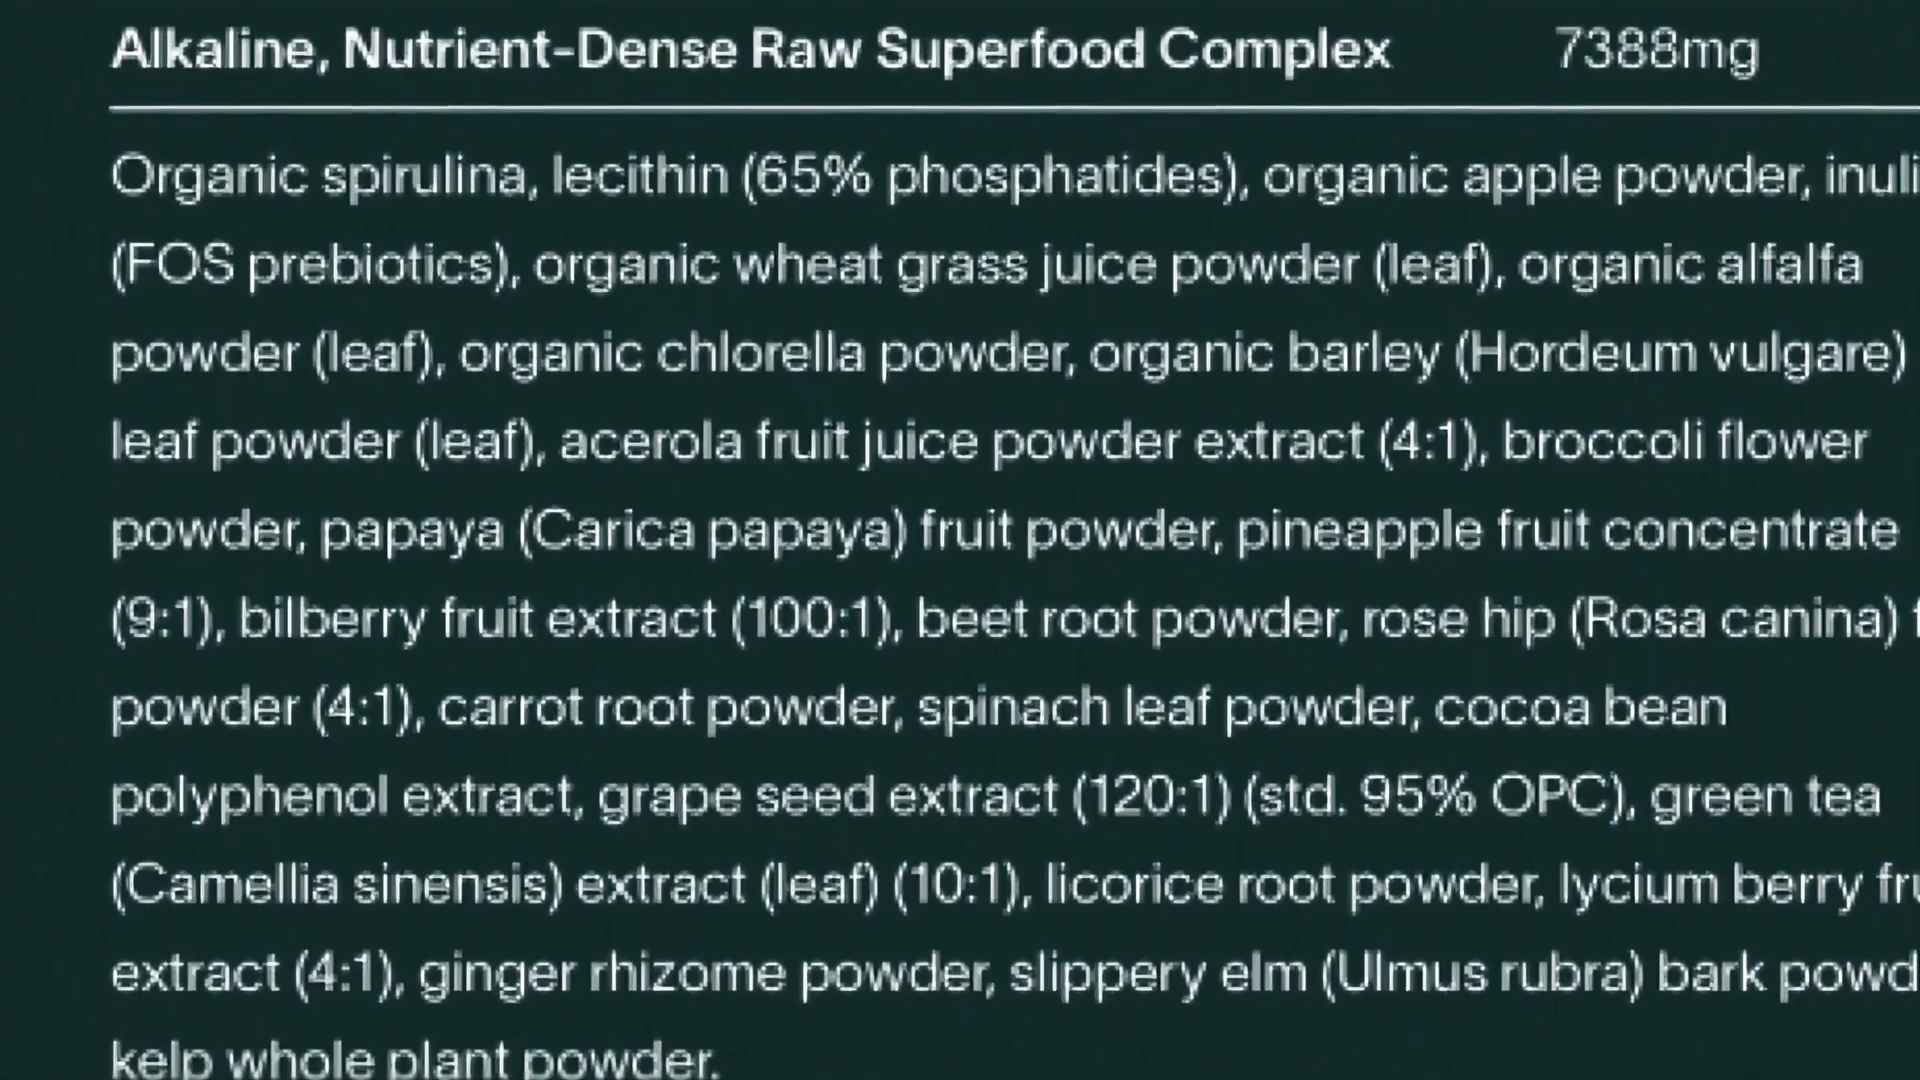 Alkaline, Nutrient-Dense Raw Superfood Complex 7388mg
Organic spirulina, lecithin (65% phosphatides), organic apple powder, inuli
(FOS prebiotics), organic wheat grass juice powder (leaf), organic alfalfa
powder (leaf), organic chlorella powder, organic barley (Hordeum vulgare)
leaf powder (leaf), acerola fruit juice powder extract (4:1), broccoli flower
powder, papaya (Carica papaya) fruit powder, pineapple fruit concentrate
(9:1), bilberry fruit extract (100:1), beet root powder, rose hip (Rosa canina)
powder (4:1), carrot root powder, spinach leaf powder, cocoa bean
polyphenol extract, grape seed extract (120:1) (std. 95% OPC), green tea
(Camellia sinensis) extract (leaf) (10:1), licorice root powder, lycium berry fru
extract (4:1), ginger rhizome powder, slippery elm (Ulmus rubra) bark powd
kelp whole plant powder.